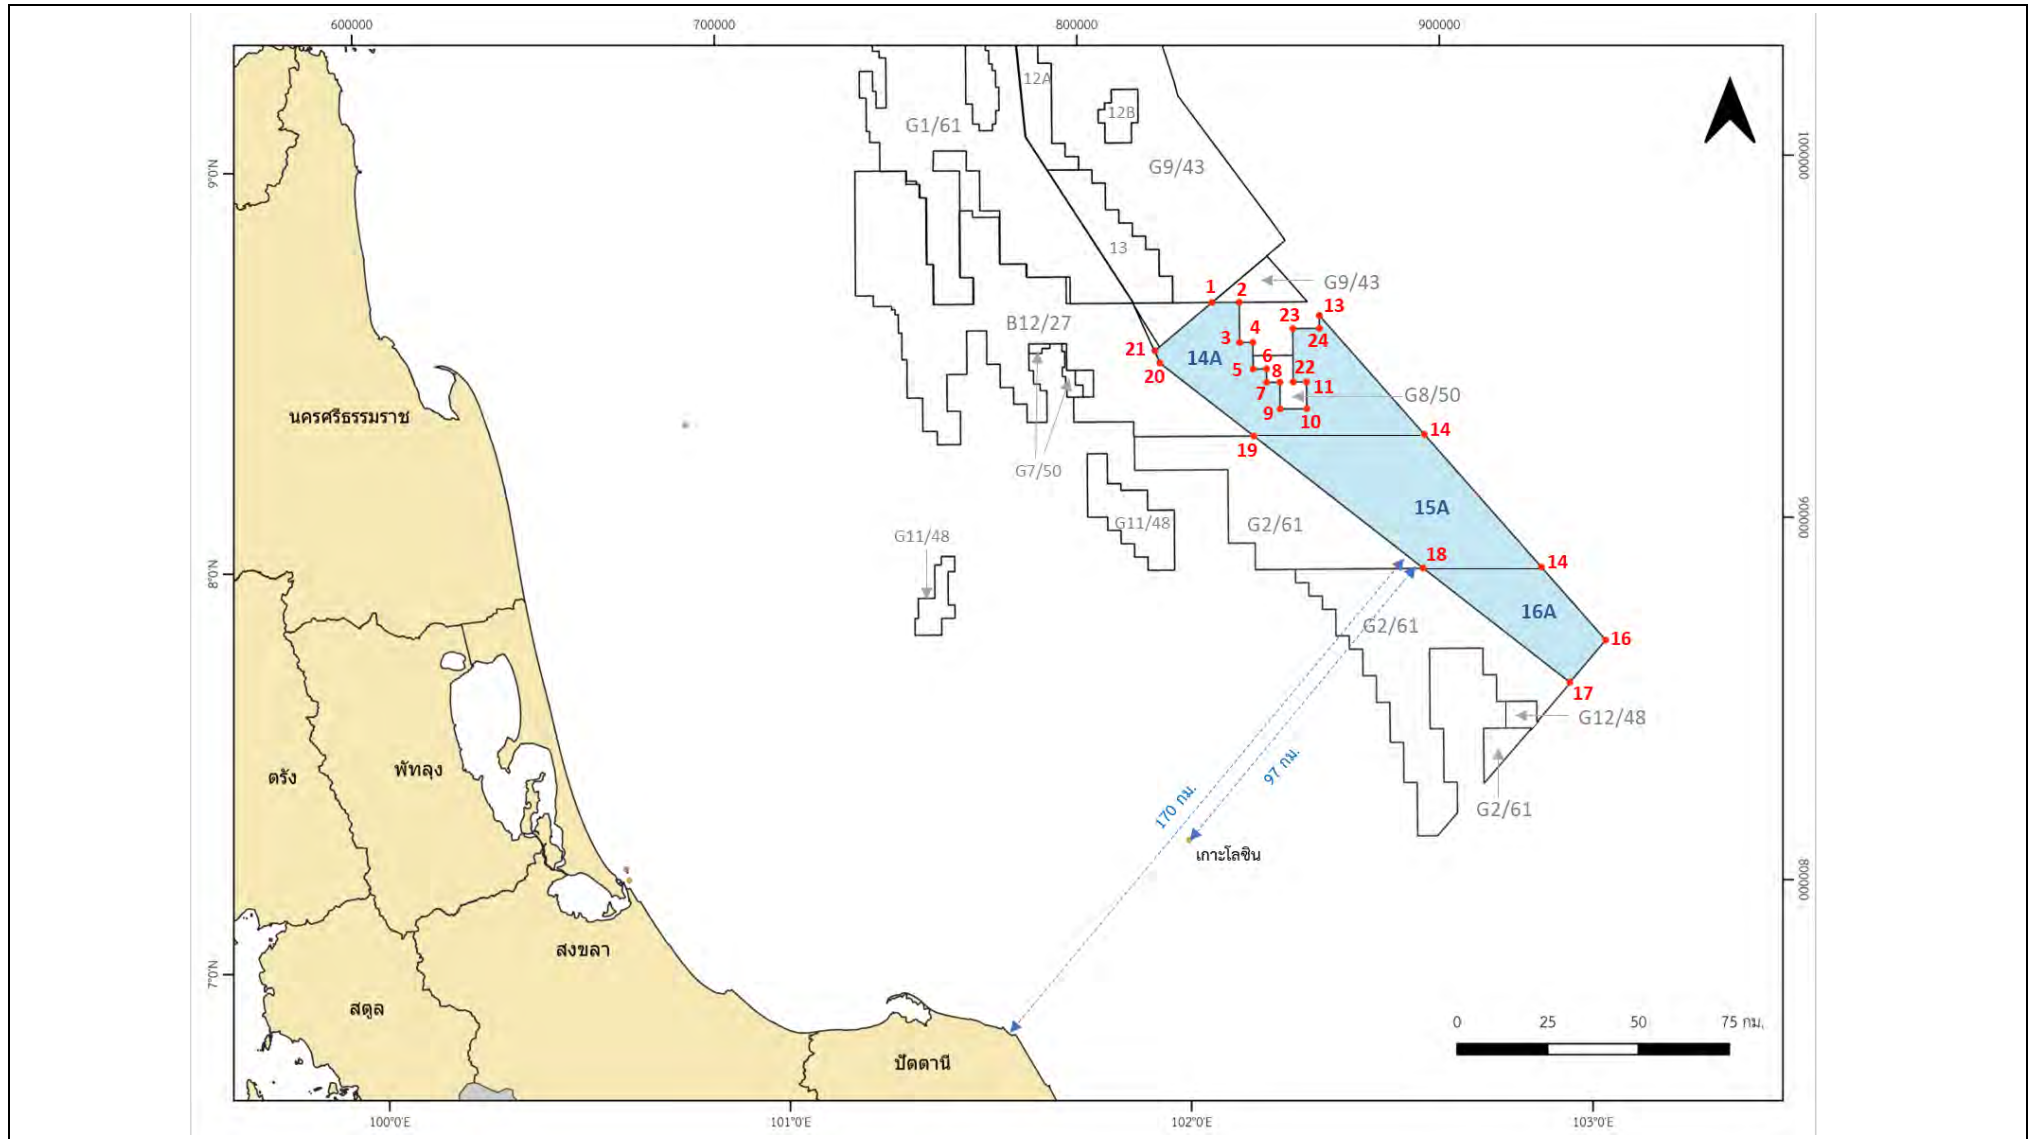 600000 700000 800000 900000
12A
12B
G1/61
G9/43
9°0'N
1000000
13
G9/43
1 2
13
23
B12/27
4
3
24
21
14A
6
20
5
8
22
7
11
G8/50
9
10
นครศรีธรรมราช
14
19
G7/50
15A
G11/48
G2/61
900000
G11/48
18
14
8°0'N
16A
G2/61
16
17
G12/48
97 กม.
พัทลุง
ตรัง
170 กม.
G2/61
เกาะโลซิน
800000
สงขลา
7°0'N
สตูล
0 25 50 75 กม.
ปัตตานี
100°0'E 101°0'E 102°0'E 103°0'E